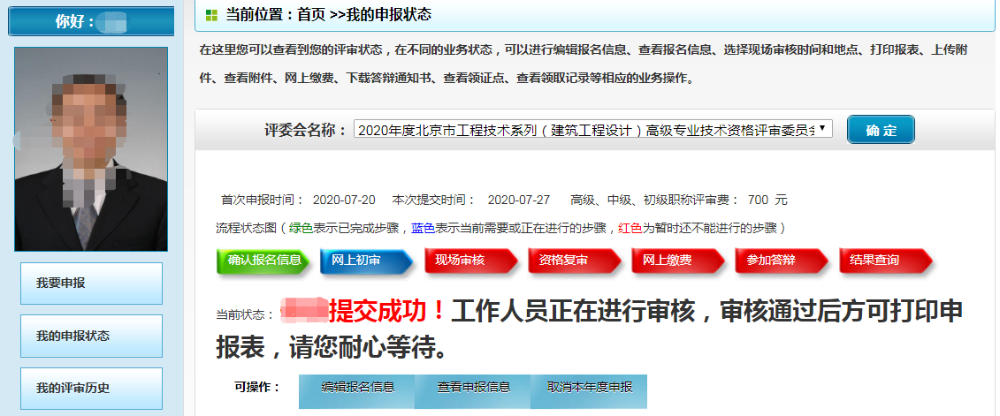 你好：
当前位置：首页 >>我的申报状态
在这里您可以查看到您的评审状态，在不同的业务状态，可以进行编辑报名信息、查看报名信息、选择现场审核时间和地点、打印报表、上传附
件、查看附件、网上缴费、下载答辩通知书、查看领证点、查看领取记录等相应的业务操作。
评委会名称： 2020年度北京市工程技术系列（建筑工程设计）高级专业技术资格评审委员会 确 定
首次申报时间： 2020-07-20 本次提交时间： 2020-07-27 高级、中级、初级职称评审费： 700 元
流程状态图（绿色表示已完成步骤，蓝色表示当前需要或正在进行的步骤，红色为暂时还不能进行的步骤）
确认报名信息 网上初审 现场审核 资格复审 网上缴费 参加答辩 结果查询
当前状态： 提交成功！工作人员正在进行审核，审核通过后方可打印申
报表，请您耐心等待。
可操作： 编辑报名信息 查看申报信息 取消本年度申报
我要申报
我的申报状态
我的评审历史